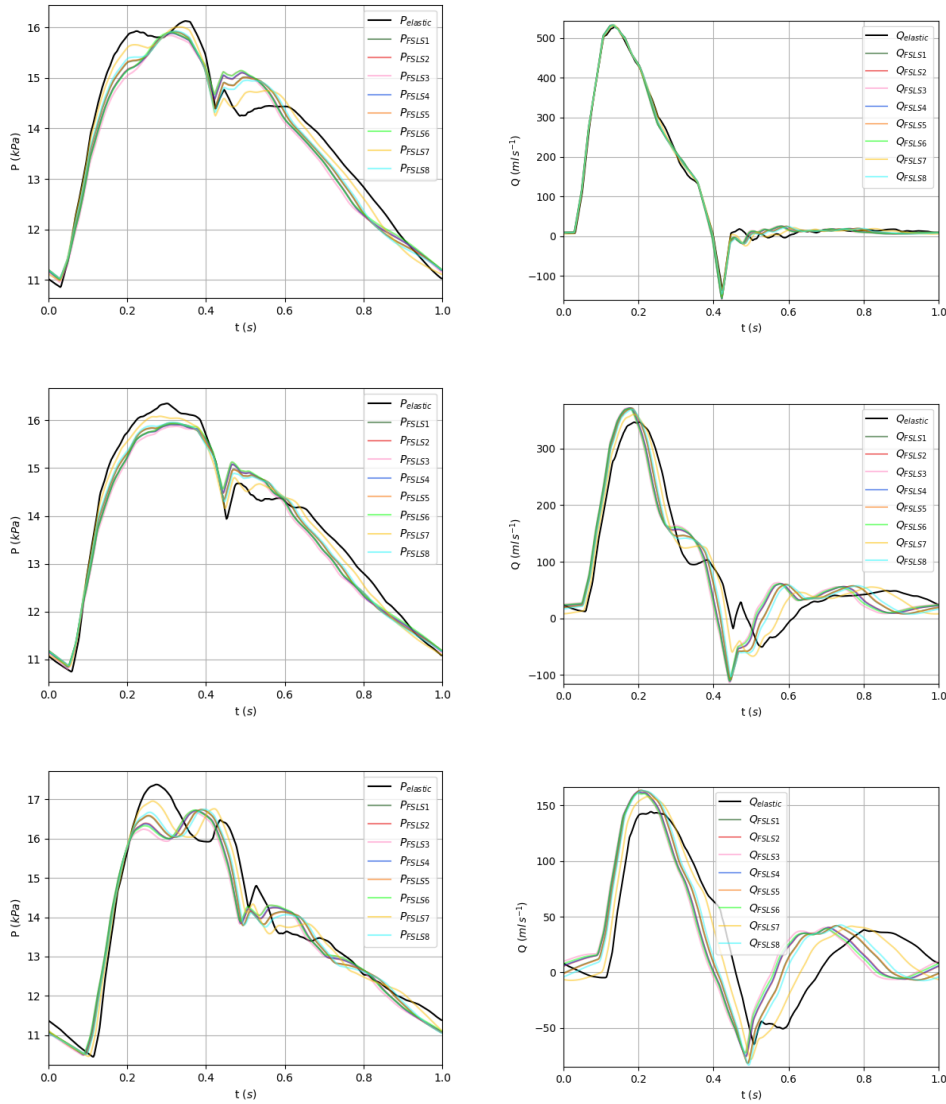 16
15
14
13
12
11
P (kPa)
0.0 0.2 0.4 0.6 0.8 1.0
t (s)
P_elastic
P_FSLS1
P_FSLS2
P_FSLS3
P_FSLS4
P_FSLS5
P_FSLS6
P_FSLS7
P_FSLS8
500
400
300
200
100
0
−100
Q (ml s⁻¹)
0.0 0.2 0.4 0.6 0.8 1.0
t (s)
Q_elastic
Q_FSLS1
Q_FSLS2
Q_FSLS3
Q_FSLS4
Q_FSLS5
Q_FSLS6
Q_FSLS7
Q_FSLS8
16
15
14
13
12
11
P (kPa)
0.0 0.2 0.4 0.6 0.8 1.0
t (s)
P_elastic
P_FSLS1
P_FSLS2
P_FSLS3
P_FSLS4
P_FSLS5
P_FSLS6
P_FSLS7
P_FSLS8
300
200
100
0
−100
Q (ml s⁻¹)
0.0 0.2 0.4 0.6 0.8 1.0
t (s)
Q_elastic
Q_FSLS1
Q_FSLS2
Q_FSLS3
Q_FSLS4
Q_FSLS5
Q_FSLS6
Q_FSLS7
Q_FSLS8
17
16
15
14
13
12
11
P (kPa)
0.0 0.2 0.4 0.6 0.8 1.0
t (s)
P_elastic
P_FSLS1
P_FSLS2
P_FSLS3
P_FSLS4
P_FSLS5
P_FSLS6
P_FSLS7
P_FSLS8
150
100
50
0
−50
Q (ml s⁻¹)
0.0 0.2 0.4 0.6 0.8 1.0
t (s)
Q_elastic
Q_FSLS1
Q_FSLS2
Q_FSLS3
Q_FSLS4
Q_FSLS5
Q_FSLS6
Q_FSLS7
Q_FSLS8